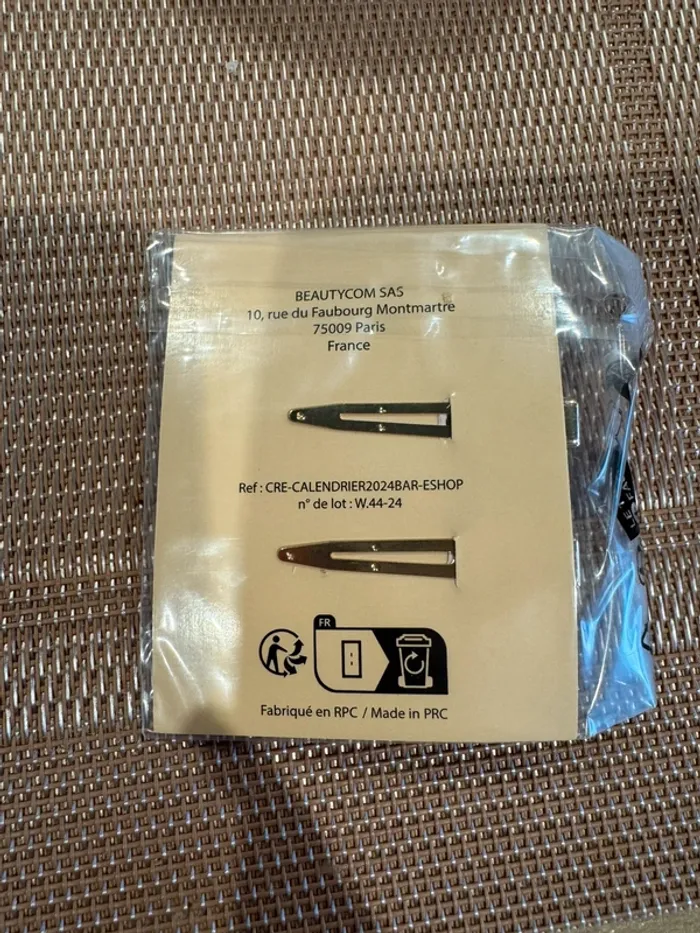 BEAUTYCOM SAS
10, rue du Faubourg Montmartre
75009 Paris
France
Ref : CRE-CALENDRIER2024BAR-ESHOP
n° de lot : W.44-24
FR
Fabriqué en RPC / Made in PRC